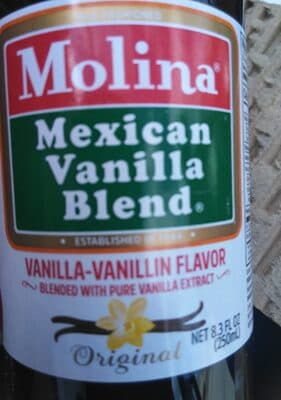 Molina®
Mexican
Vanilla
Blend®
ESTABLISHED IN
VANILLA-VANILLIN FLAVOR
BLENDED WITH PURE VANILLA EXTRACT
NET 8.3 FL OZ
(250mL)
Original